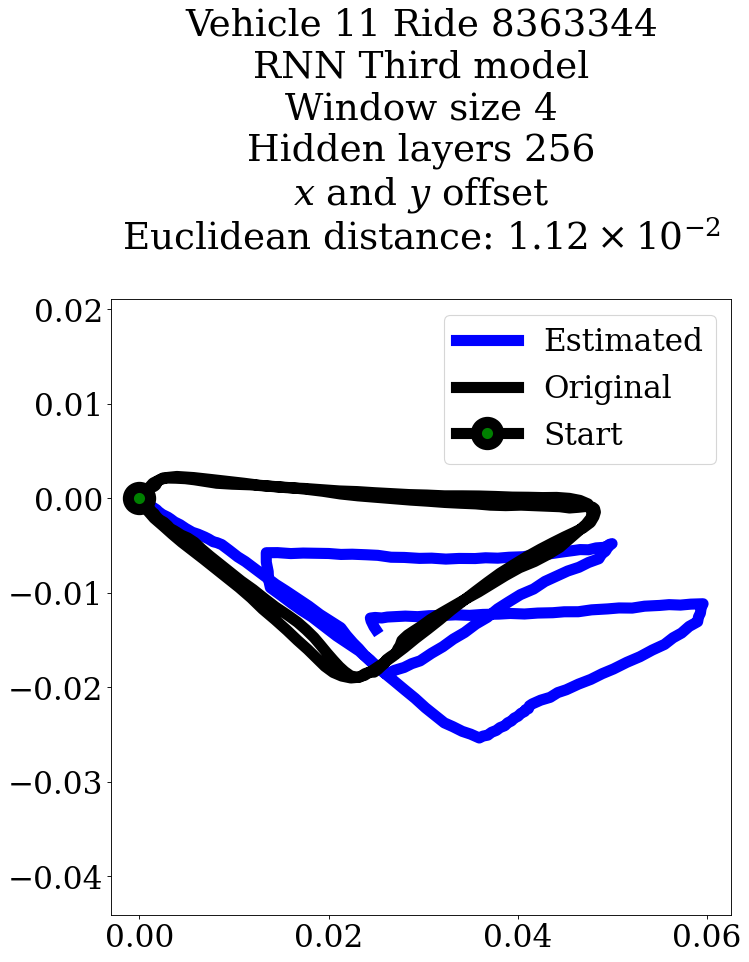 Vehicle 11 Ride 8363344
RNN Third model
Window size 4
Hidden layers 256
x and y offset
Euclidean distance: 1.12 × 10⁻²
0.02
0.01
0.00
−0.01
−0.02
−0.03
−0.04
Estimated
Original
Start
0.00 0.02 0.04 0.06